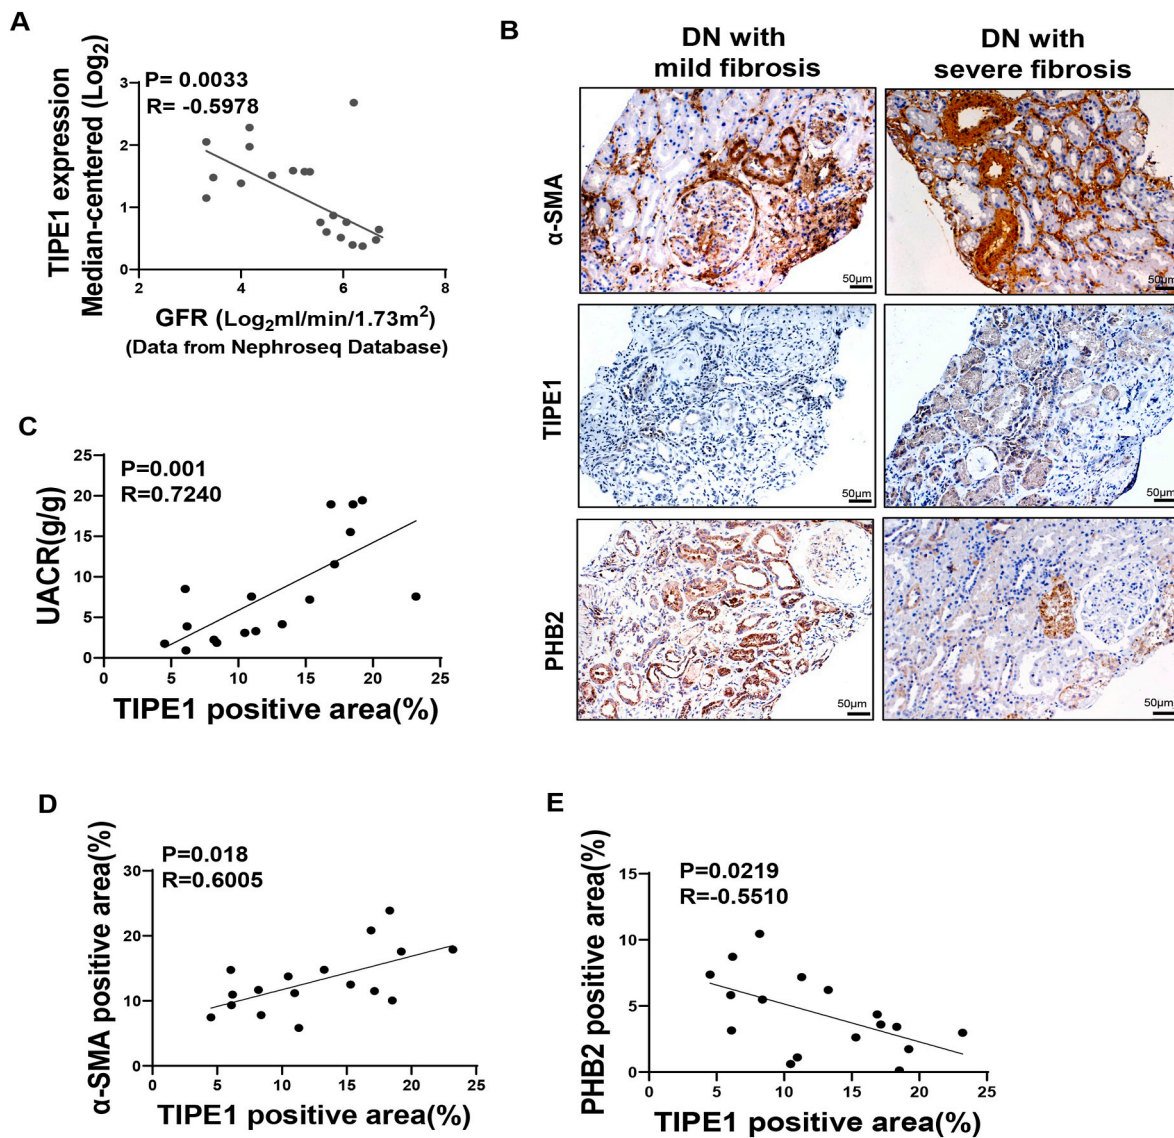 A
TIPE1 expression
Median-centered (Log2)
P= 0.0033
R= -0.5978
3
2
1
0
2
4
6
8
GFR (Log2ml/min/1.73m2)
(Data from Nephroseq Database)
B
DN with
mild fibrosis
DN with
severe fibrosis
α-SMA
50μm
50μm
TIPE1
50μm
50μm
PHB2
50μm
50μm
C
UACR(g/g)
P=0.001
R=0.7240
25
20
15
10
5
0
0
5
10
15
20
25
TIPE1 positive area(%)
D
α-SMA positive area(%)
P=0.018
R=0.6005
30
20
10
0
0
5
10
15
20
25
TIPE1 positive area(%)
E
PHB2 positive area(%)
P=0.0219
R=-0.5510
15
10
5
0
0
5
10
15
20
25
TIPE1 positive area(%)